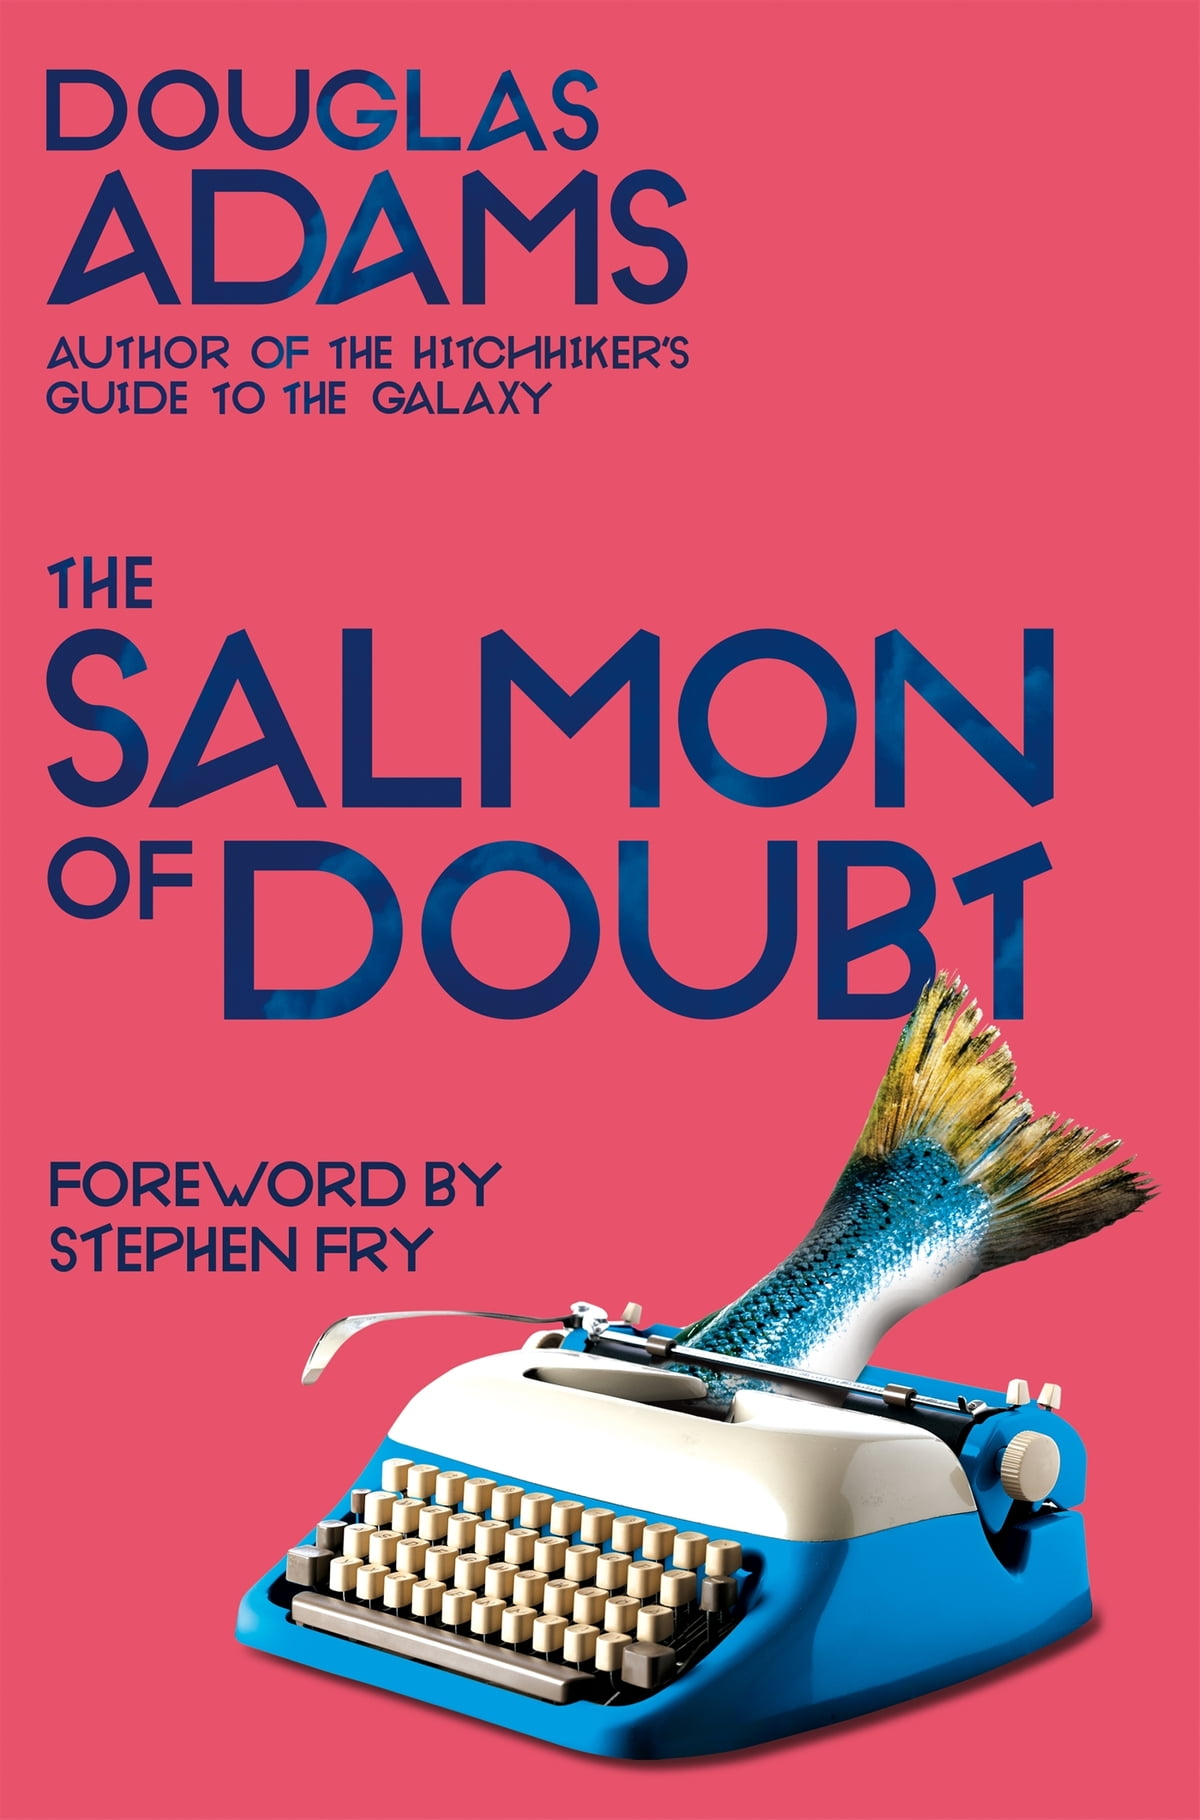 DOUGLAS
ADAMS
AUTHOR OF THE HITCHHIKER'S
GUIDE TO THE GALAXY
THE
SALMON
OF DOUBT
FOREWORD BY
STEPHEN FRY